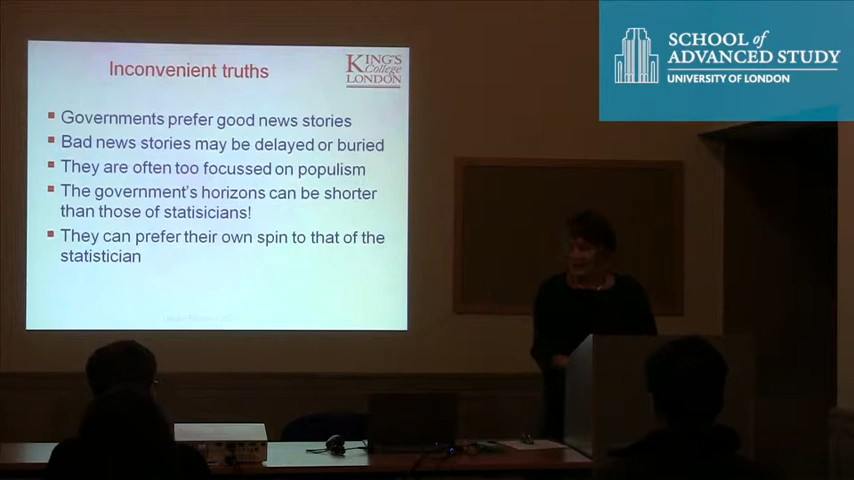 Inconvenient truths
KING'S
College
LONDON
Governments prefer good news stories
Bad news stories may be delayed or buried
They are often too focussed on populism
The government's horizons can be shorter
than those of statisicians!
They can prefer their own spin to that of the
statistician
SCHOOL of
ADVANCED STUDY
UNIVERSITY OF LONDON